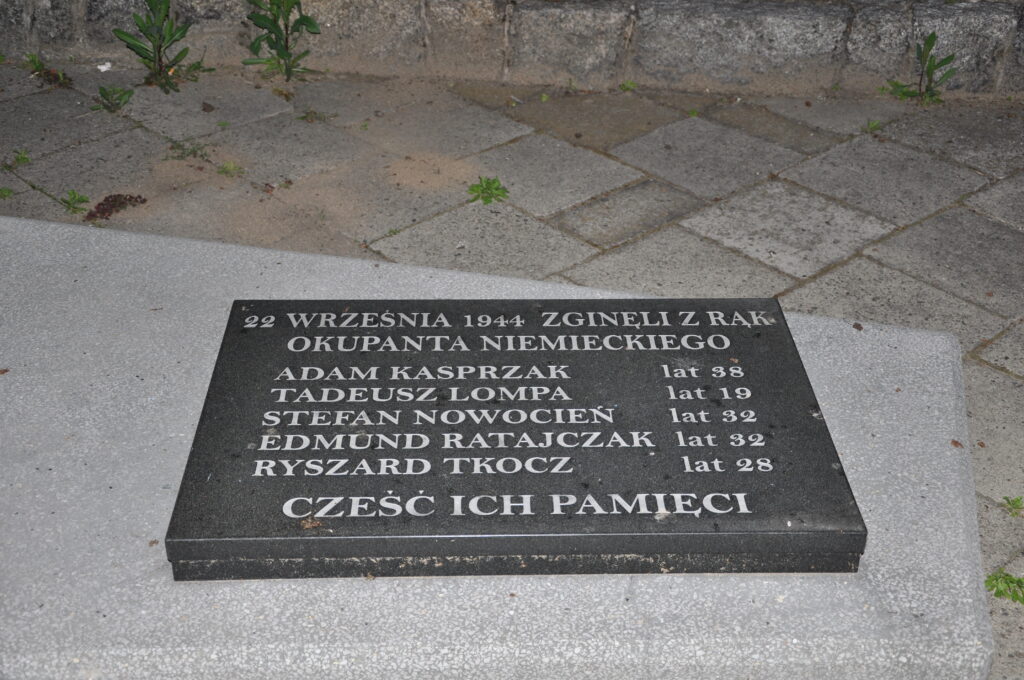 22 WRZEŚNIA 1944 ZGINĘLI Z RĄK
OKUPANTA NIEMIECKIEGO
ADAM KASPRZAK lat 38
TADEUSZ LOMPA lat 19
STEFAN NOWOCIEŃ lat 32
EDMUND RATAJCZAK lat 32
RYSZARD TKOCZ lat 28
CZEŚĆ ICH PAMIĘCI